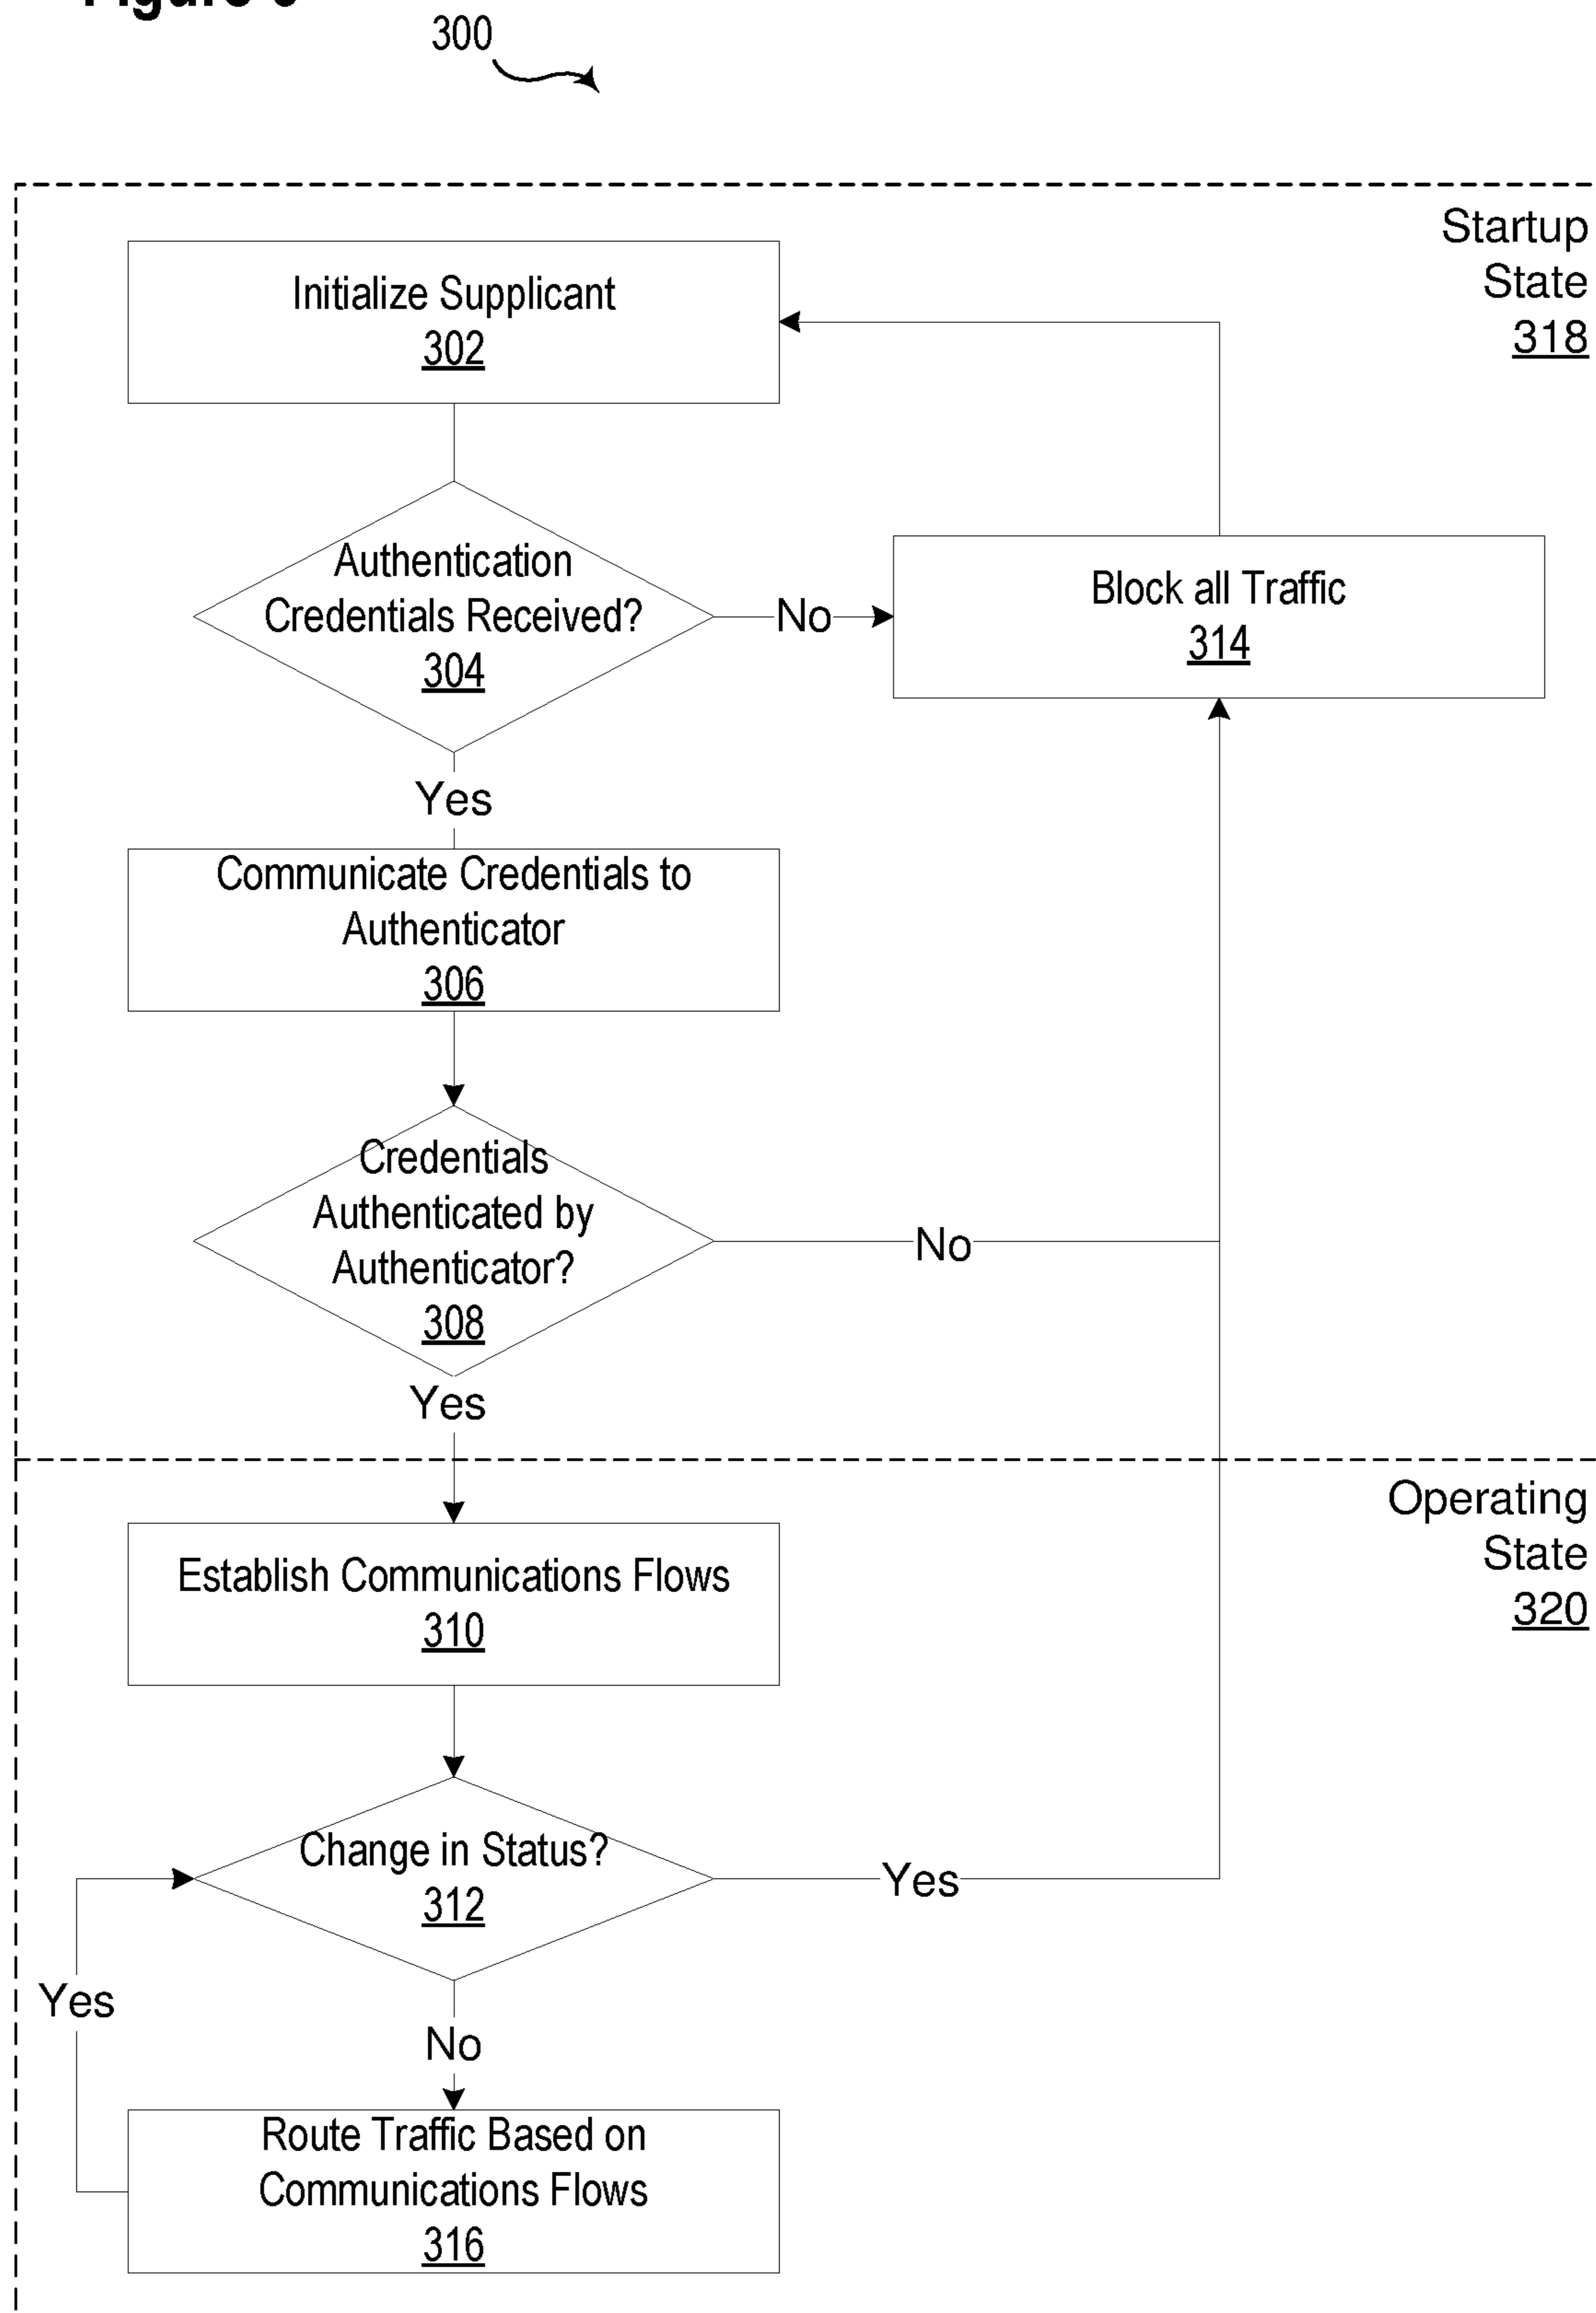 300
Startup
State
318
Initialize Supplicant
302
Authentication
Credentials Received?
304
No
Block all Traffic
314
Yes
Communicate Credentials to
Authenticator
306
Credentials
Authenticated by
Authenticator?
308
No
Yes
Operating
State
320
Establish Communications Flows
310
Change in Status?
312
Yes
Yes
No
Route Traffic Based on
Communications Flows
316